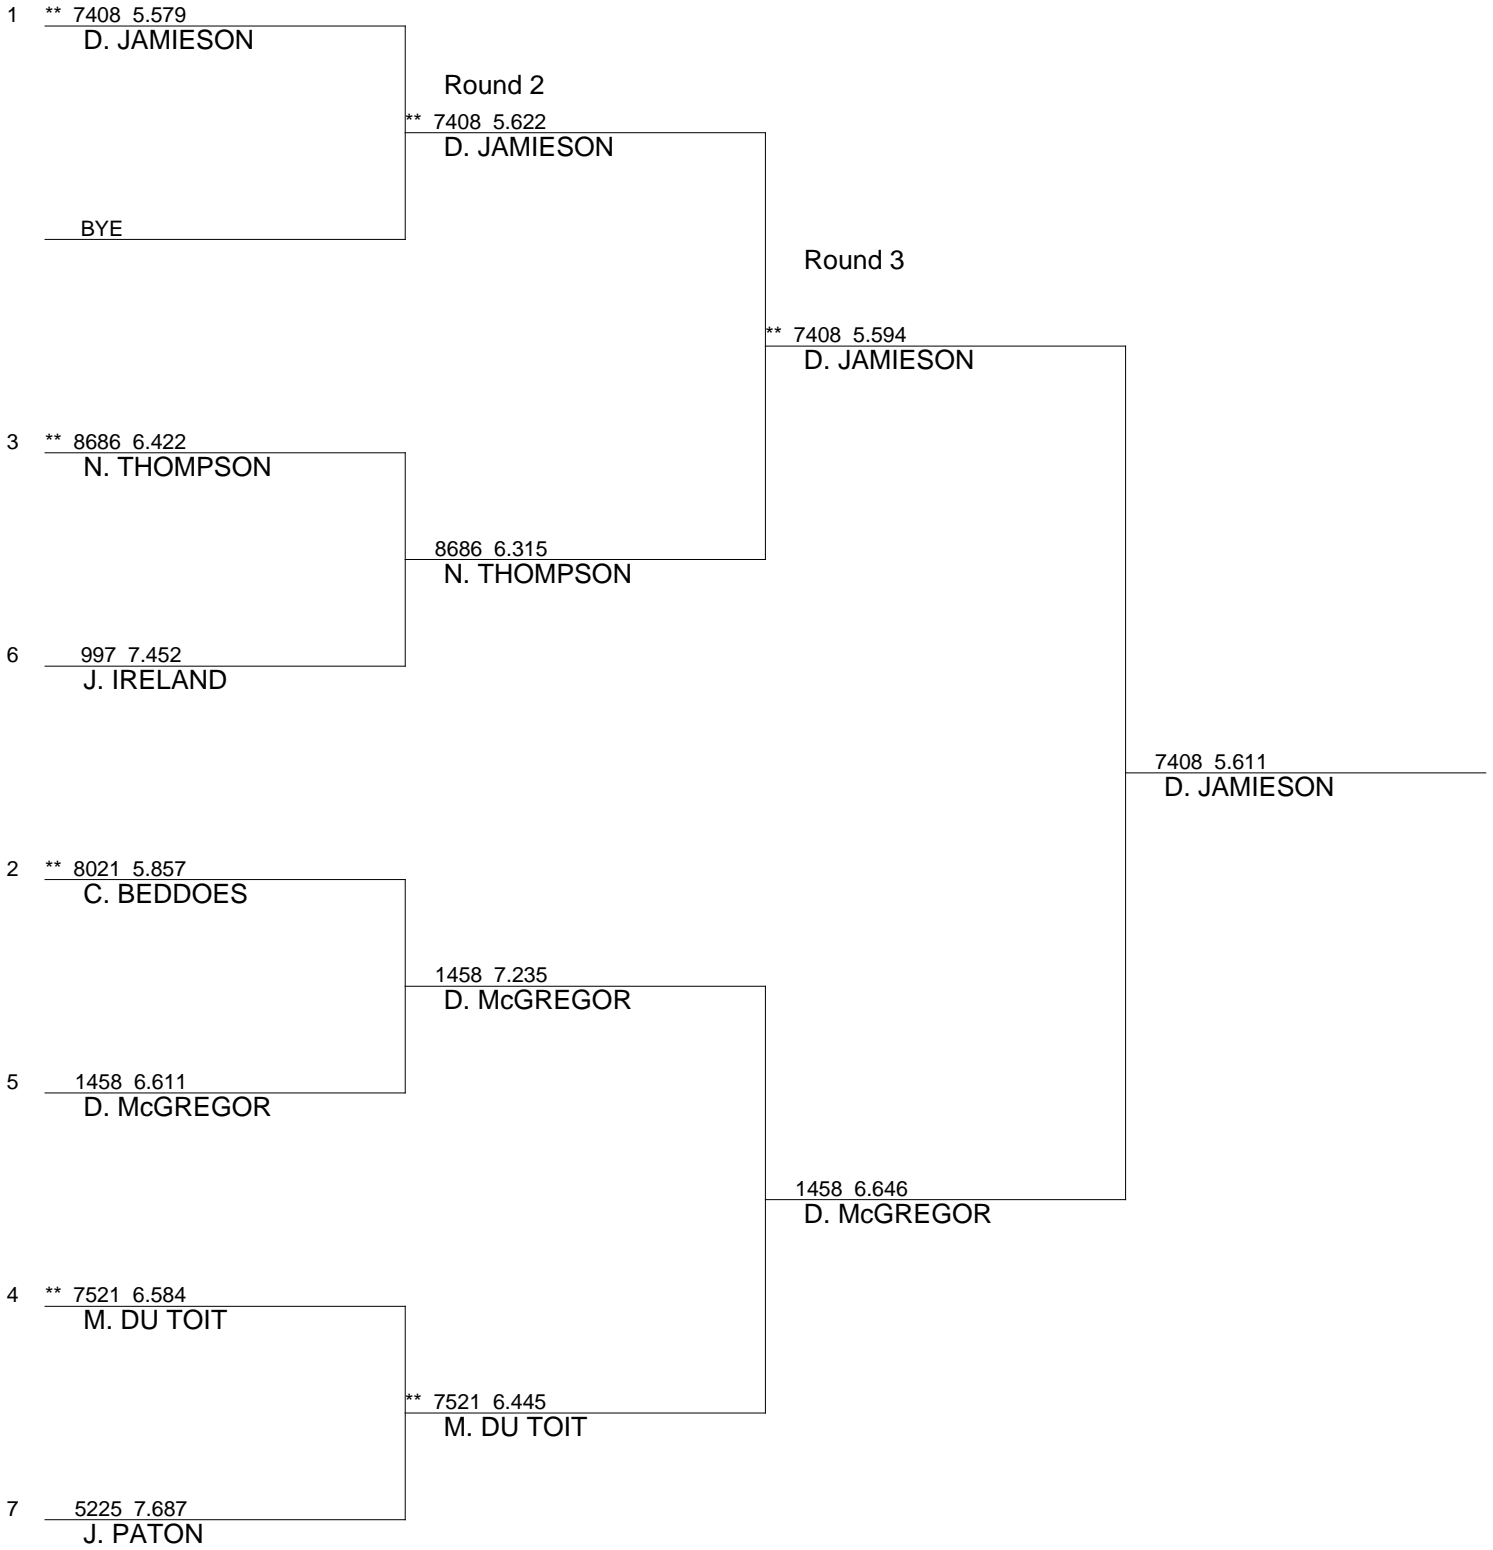 1 ** 7408 5.579
D. JAMIESON
Round 2
** 7408 5.622
D. JAMIESON
BYE
Round 3
** 7408 5.594
D. JAMIESON
3 ** 8686 6.422
N. THOMPSON
8686 6.315
N. THOMPSON
6 997 7.452
J. IRELAND
7408 5.611
D. JAMIESON
2 ** 8021 5.857
C. BEDDOES
1458 7.235
D. McGREGOR
5 1458 6.611
D. McGREGOR
1458 6.646
D. McGREGOR
4 ** 7521 6.584
M. DU TOIT
** 7521 6.445
M. DU TOIT
7 5225 7.687
J. PATON